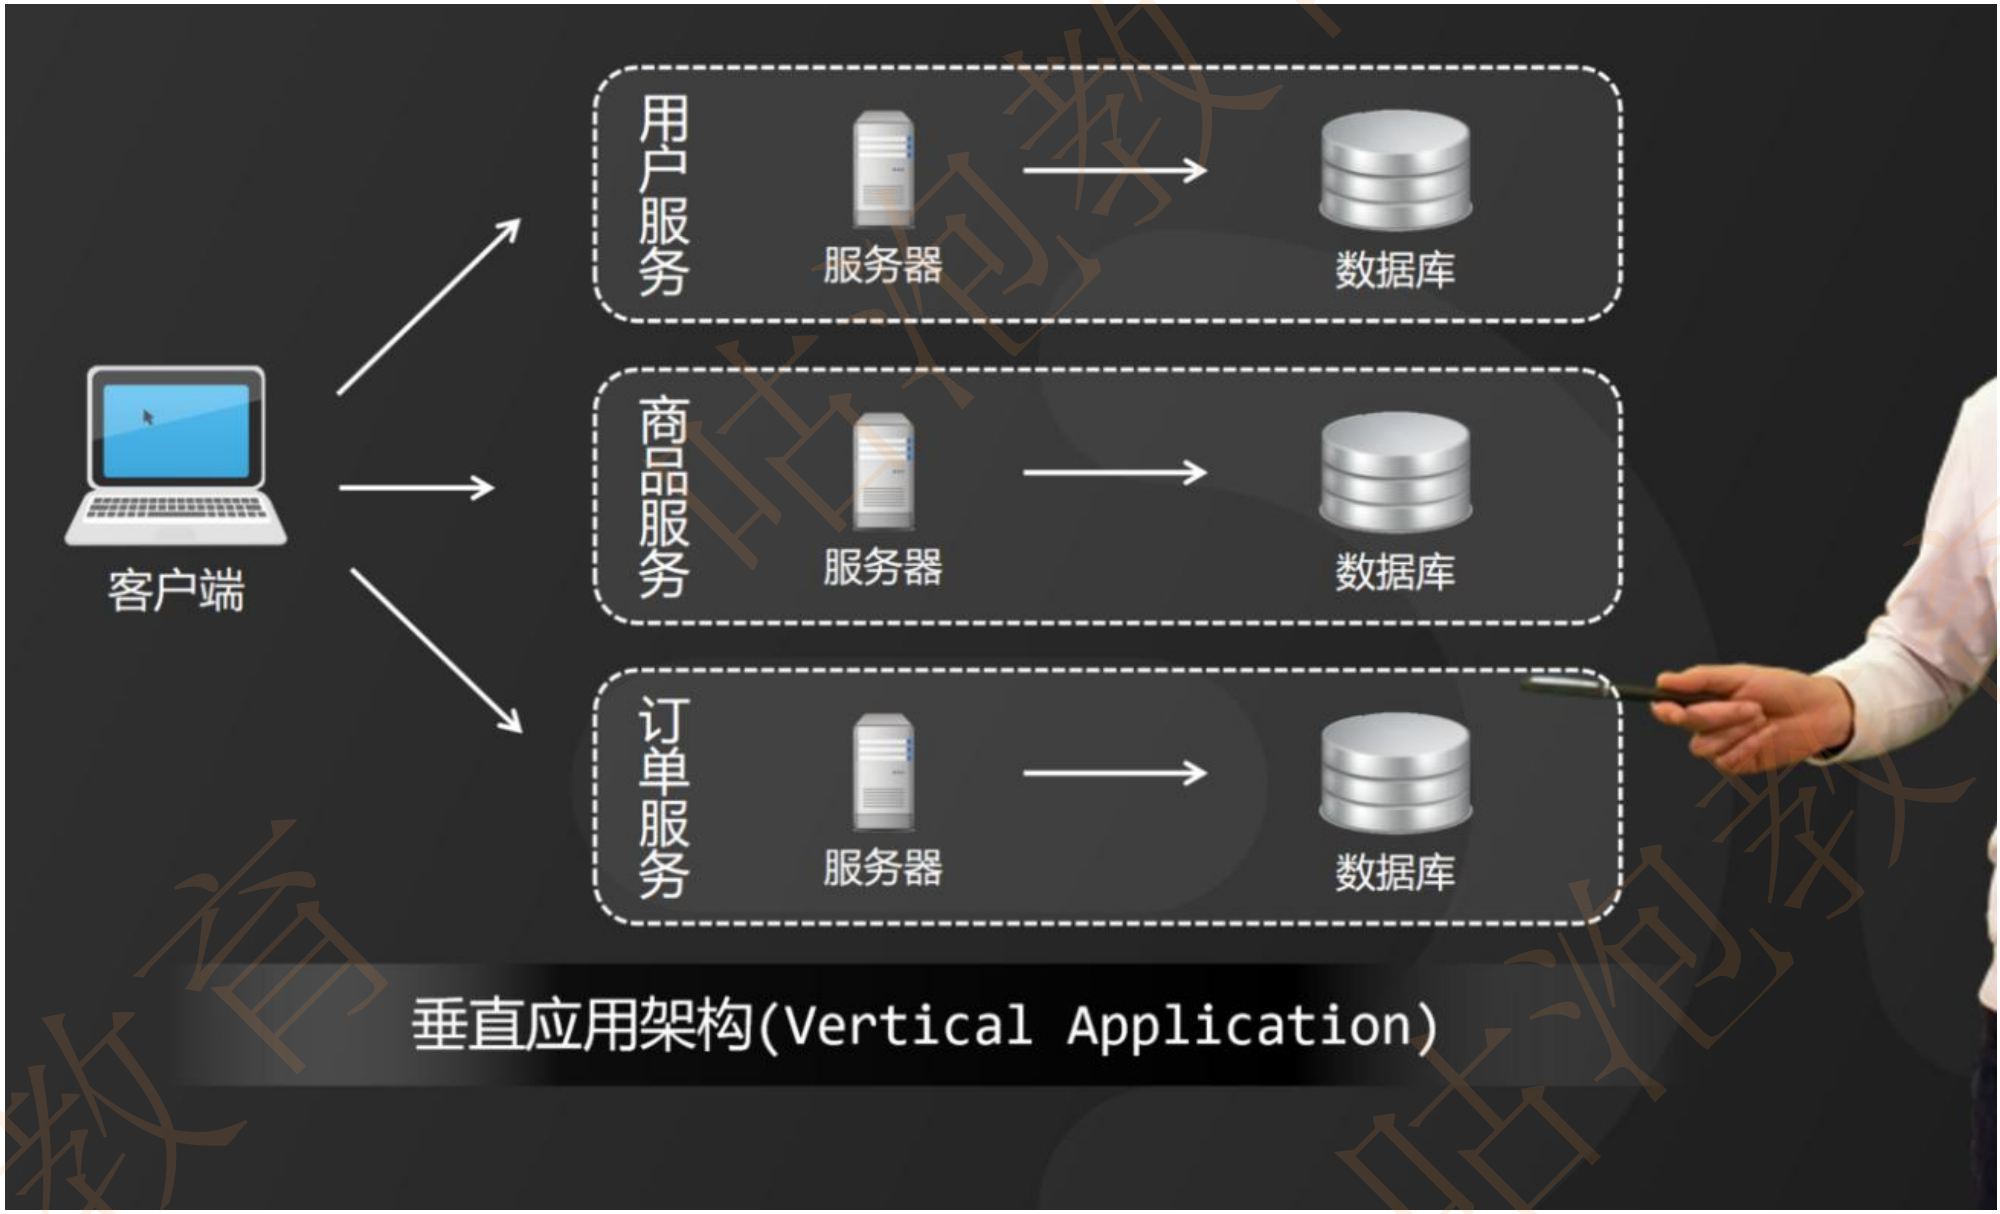 用户服务
服务器
数据库
客户端
商品服务
服务器
数据库
订单服务
服务器
数据库
垂直应用架构(Vertical Application)
咕泡教育
咕泡教
教育